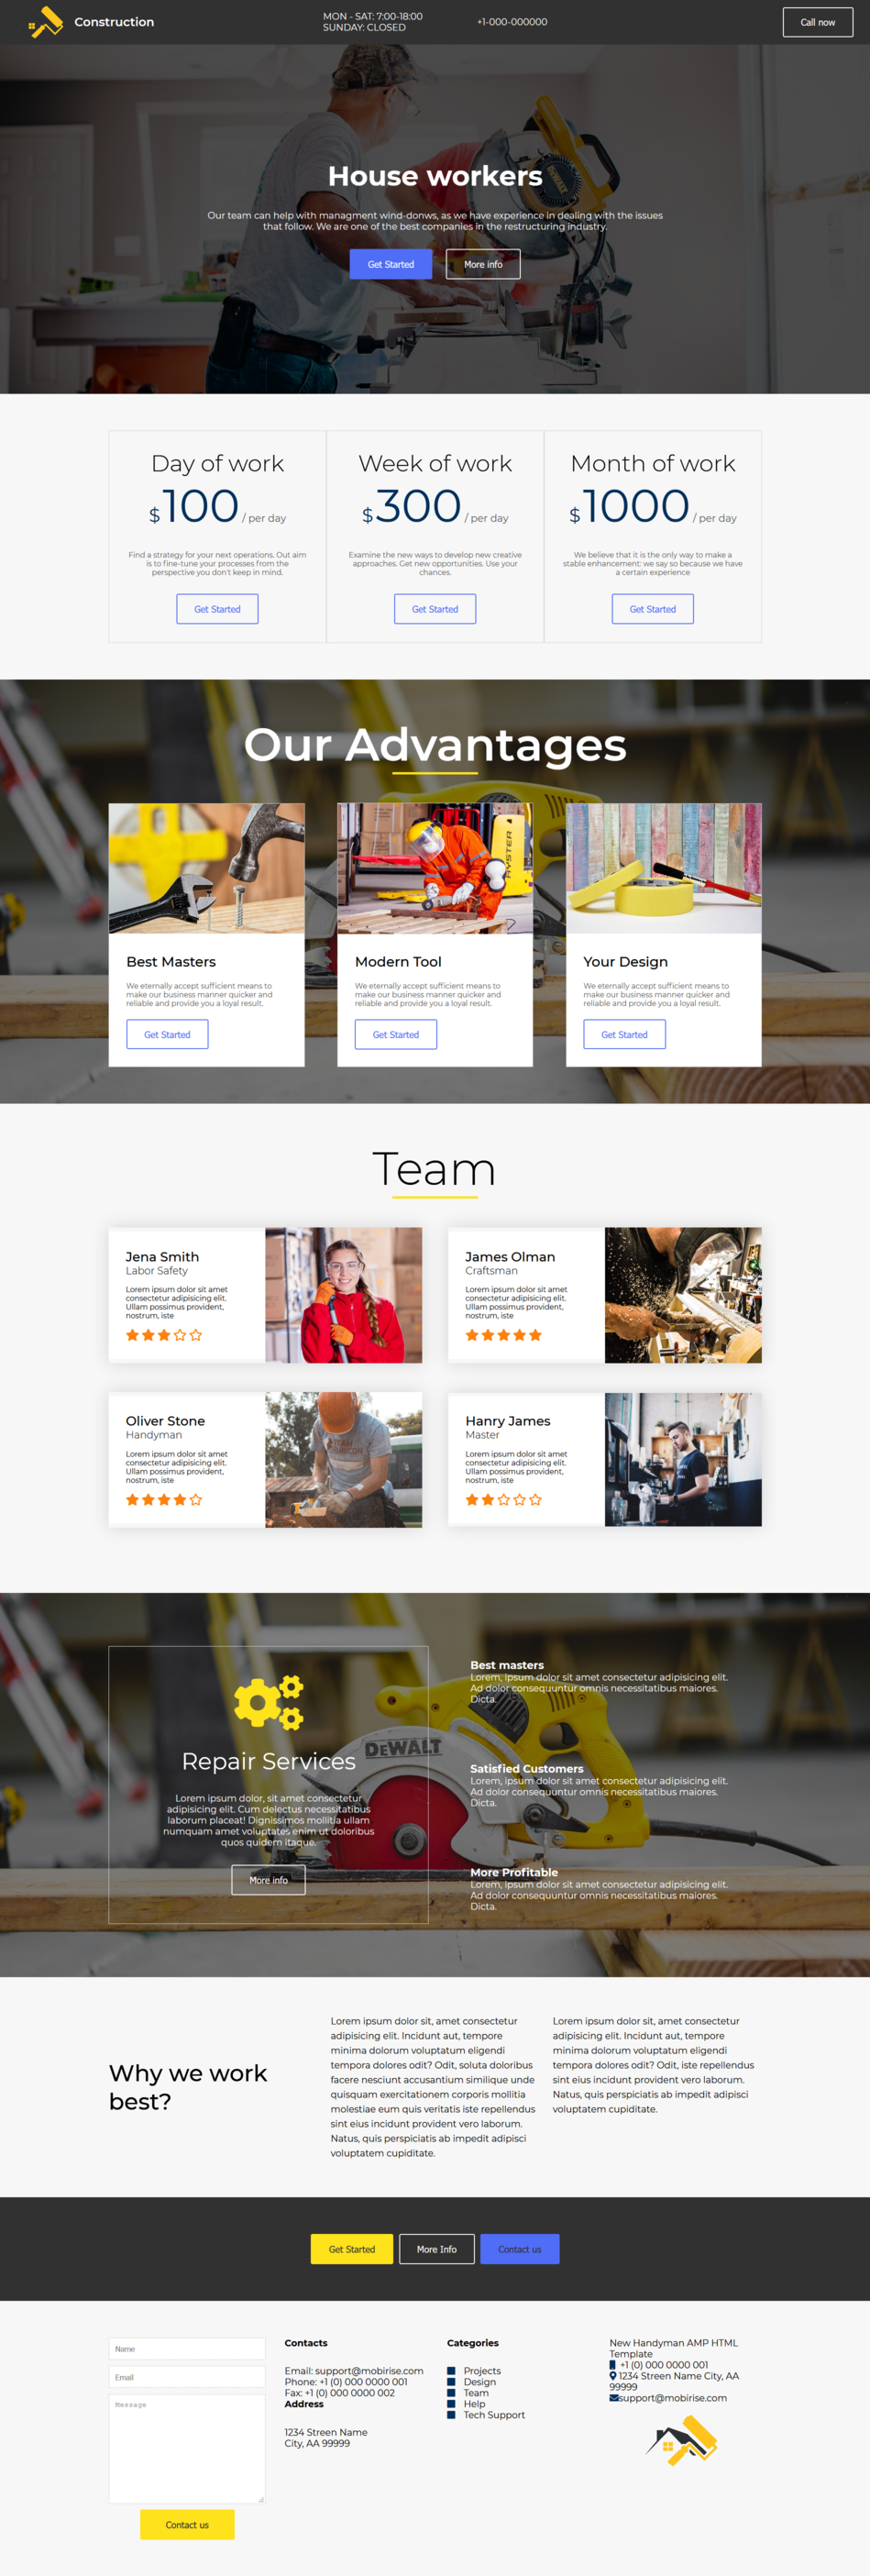 Construction
MON - SAT: 7:00-18:00
SUNDAY: CLOSED
+1-000-000000
Call now
House workers
Our team can help with managment wind-donws, as we have experience in dealing with the issues
that follow. We are one of the best companies in the restructuring industry.
Get Started
More info
Day of work
$100 / per day
Find a strategy for your next operations. Out aim
is to fine-tune your processes from the
perspective you don't keep in mind.
Get Started
Week of work
$300 / per day
Examine the new ways to develop new creative
approaches. Get new opportunities. Use your
chances.
Get Started
Month of work
$1000 / per day
We believe that it is the only way to make a
stable enhancement: we say so because we have
a certain experience
Get Started
Our Advantages
HYSTER
Best Masters
We eternally accept sufficient means to
make our business manner quicker and
reliable and provide you a loyal result.
Get Started
Modern Tool
We eternally accept sufficient means to
make our business manner quicker and
reliable and provide you a loyal result.
Get Started
Your Design
We eternally accept sufficient means to
make our business manner quicker and
reliable and provide you a loyal result.
Get Started
Team
Jena Smith
Labor Safety
Lorem ipsum dolor sit amet
consectetur adipisicing elit.
Ullam possimus provident,
nostrum, iste
James Olman
Craftsman
Lorem ipsum dolor sit amet
consectetur adipisicing elit.
Ullam possimus provident,
nostrum, iste
Oliver Stone
Handyman
Lorem ipsum dolor sit amet
consectetur adipisicing elit.
Ullam possimus provident,
nostrum, iste
Hanry James
Master
Lorem ipsum dolor sit amet
consectetur adipisicing elit.
Ullam possimus provident,
nostrum, iste
Repair Services
Lorem ipsum dolor, sit amet consectetur
adipisicing elit. Cum delectus necessitatibus
laborum placeat! Dignissimos mollitia ullam
numquam amet voluptates enim ut doloribus
quos quidem itaque.
More info
DEWALT
Best masters
Lorem, ipsum dolor sit amet consectetur adipisicing elit.
Ad dolor consequuntur omnis necessitatibus maiores.
Dicta.
Satisfied Customers
Lorem, ipsum dolor sit amet consectetur adipisicing elit.
Ad dolor consequuntur omnis necessitatibus maiores.
Dicta.
More Profitable
Lorem, ipsum dolor sit amet consectetur adipisicing elit.
Ad dolor consequuntur omnis necessitatibus maiores.
Dicta.
Why we work
best?
Lorem ipsum dolor sit, amet consectetur
adipisicing elit. Incidunt aut, tempore
minima dolorum voluptatum eligendi
tempora dolores odit? Odit, soluta doloribus
facere nesciunt accusantium similique unde
quisquam exercitationem corporis mollitia
molestiae eum quis veritatis iste repellendus
sint eius incidunt provident vero laborum.
Natus, quis perspiciatis ab impedit adipisci
voluptatem cupiditate.
Lorem ipsum dolor sit, amet consectetur
adipisicing elit. Incidunt aut, tempore
minima dolorum voluptatum eligendi
tempora dolores odit? Odit, iste repellendus
sint eius incidunt provident vero laborum.
Natus, quis perspiciatis ab impedit adipisci
voluptatem cupiditate.
Get Started
More Info
Contact us
Name
Email
Message
Contact us
Contacts
Email: support@mobirise.com
Phone: +1 (0) 000 0000 001
Fax: +1 (0) 000 0000 002
Address
1234 Streen Name
City, AA 99999
Categories
Projects
Design
Team
Help
Tech Support
New Handyman AMP HTML
Template
+1 (0) 000 0000 001
1234 Streen Name City, AA
99999
support@mobirise.com